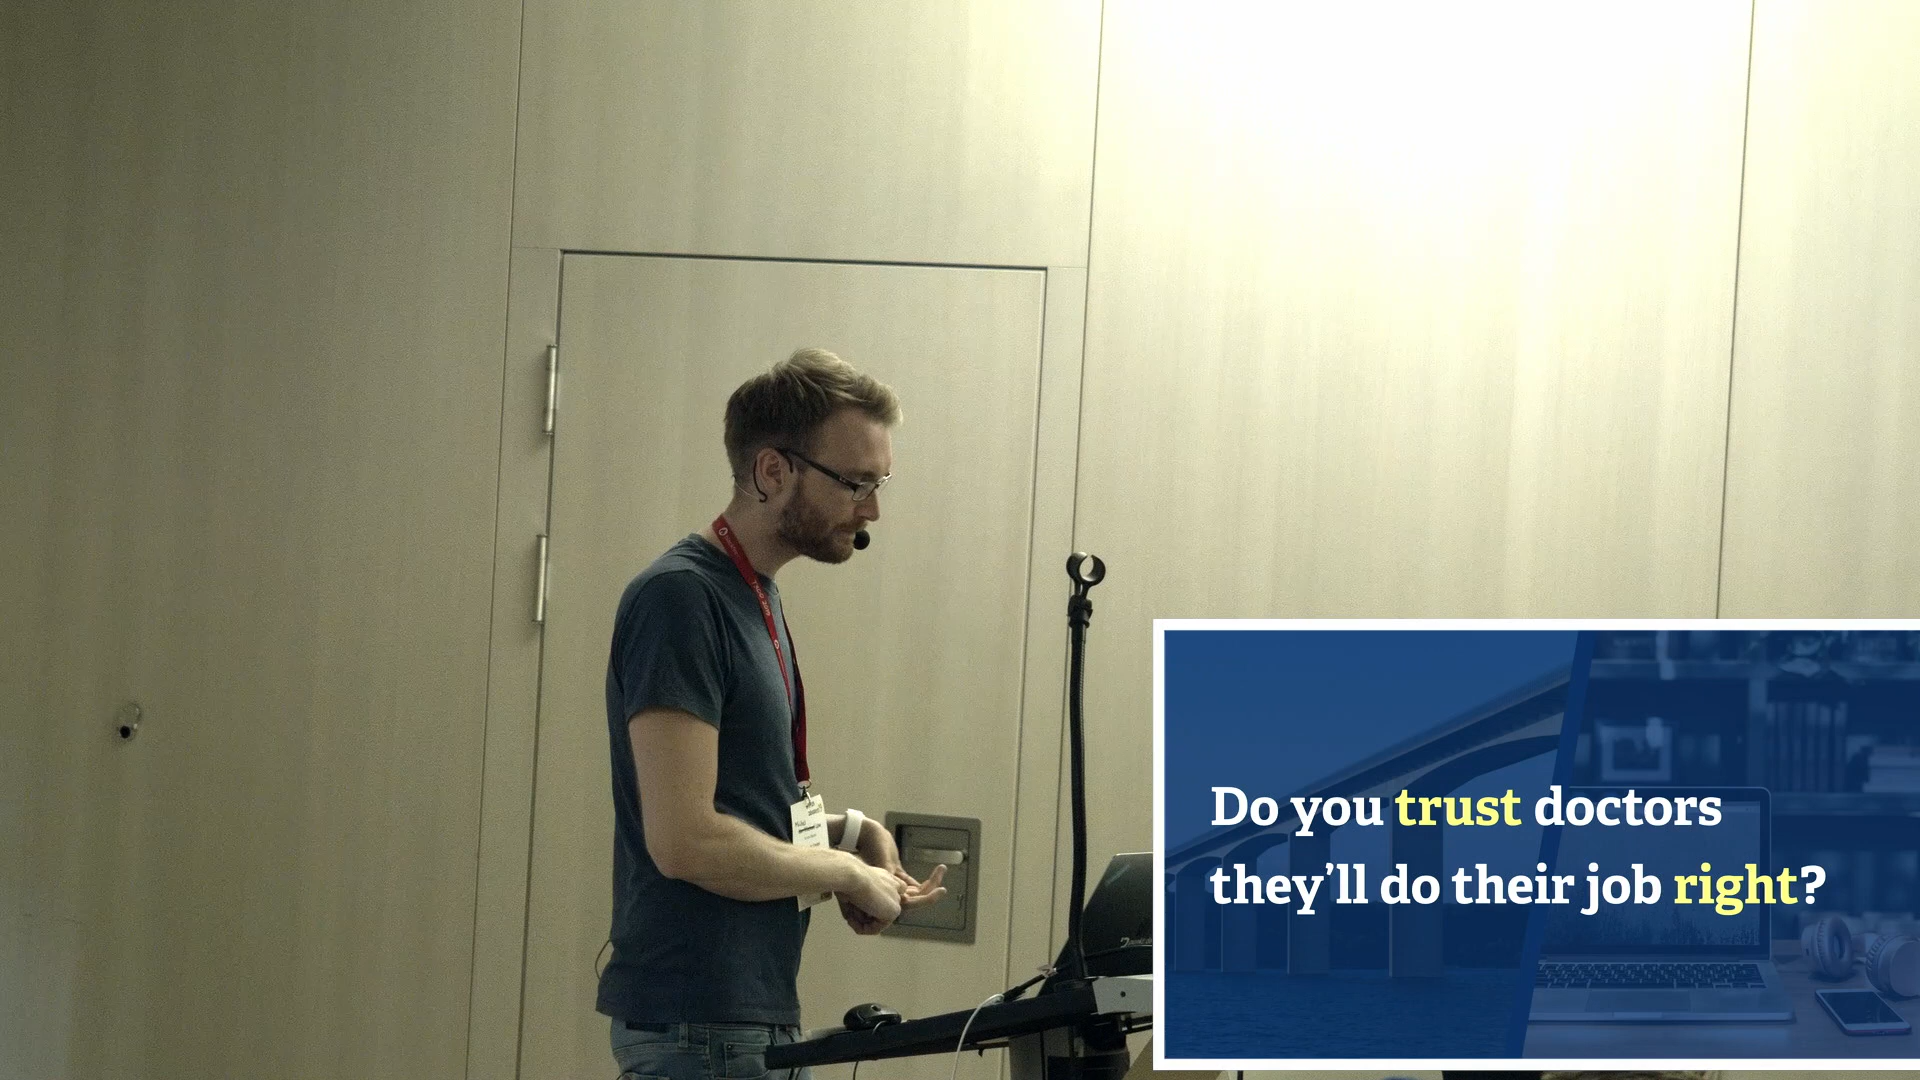 Do you trust doctors
they’ll do their job right?